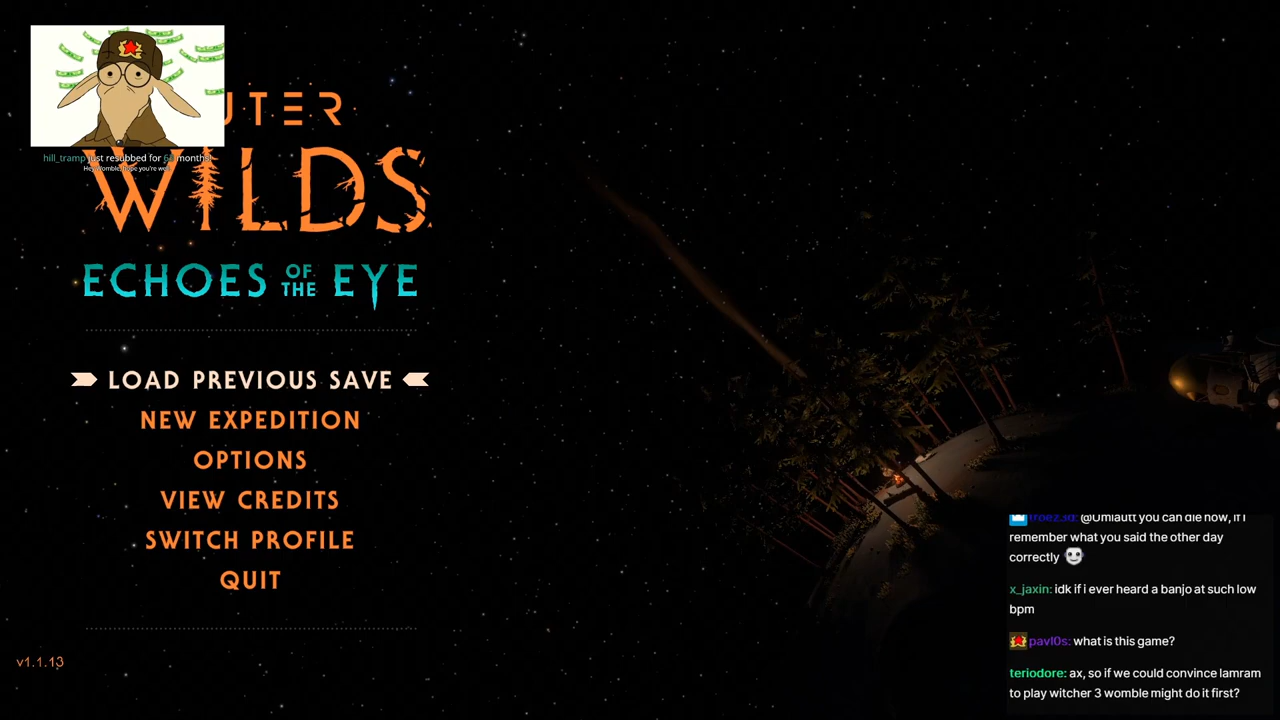 UTER
WILDS
ECHOES OF THE EYE
hill_tramp just resubbed for months!
LOAD PREVIOUS SAVE
NEW EXPEDITION
OPTIONS
VIEW CREDITS
SWITCH PROFILE
QUIT
v1.1.13
@Umlautt you can die now, if i
remember what you said the other day
correctly
x_jaxin: idk if i ever heard a banjo at such low
bpm
pavl0s: what is this game?
teriodore: ax, so if we could convince lamram
to play witcher 3 womble might do it first?